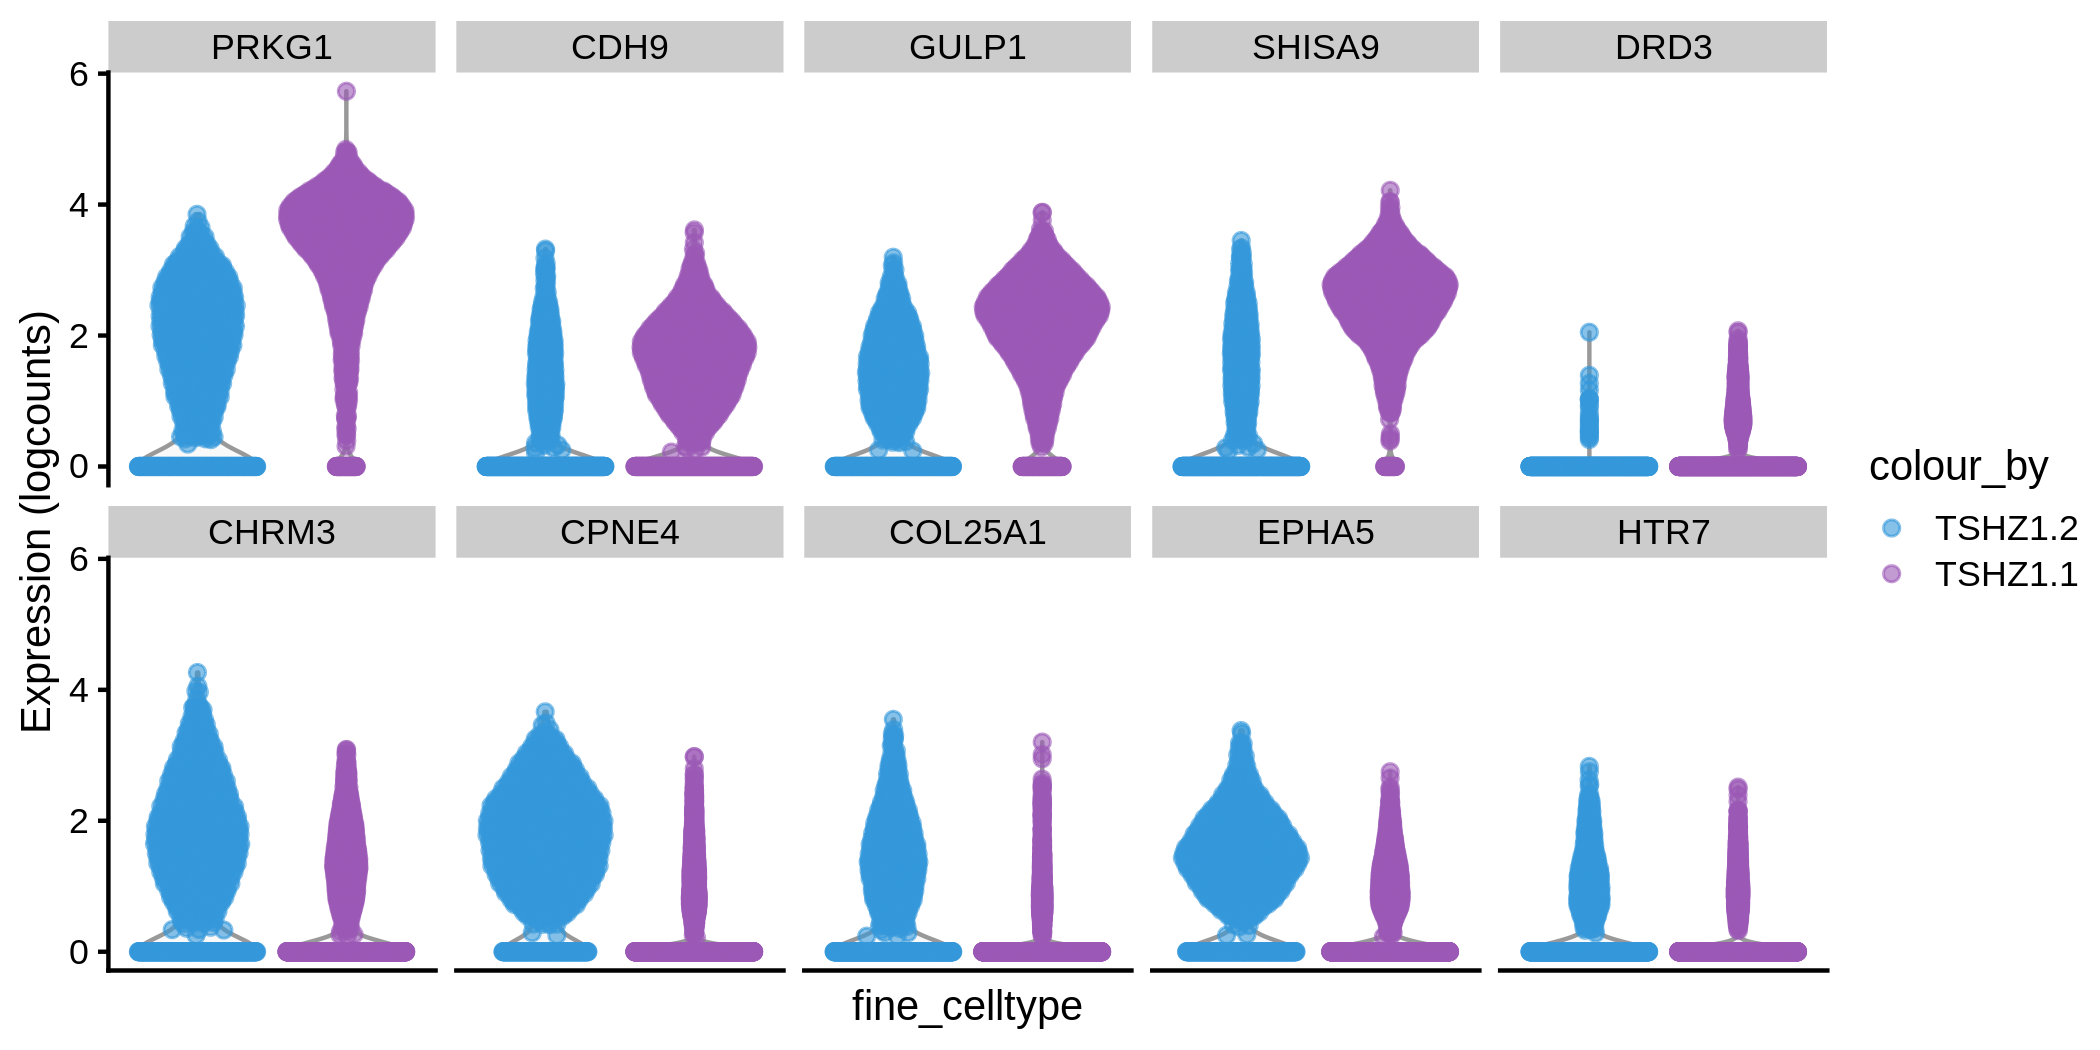 PRKG1 CDH9 GULP1 SHISA9 DRD3
6
4
2
0
CHRM3 CPNE4 COL25A1 EPHA5 HTR7
6
4
2
0
Expression (logcounts)
fine_celltype
colour_by
TSHZ1.2
TSHZ1.1